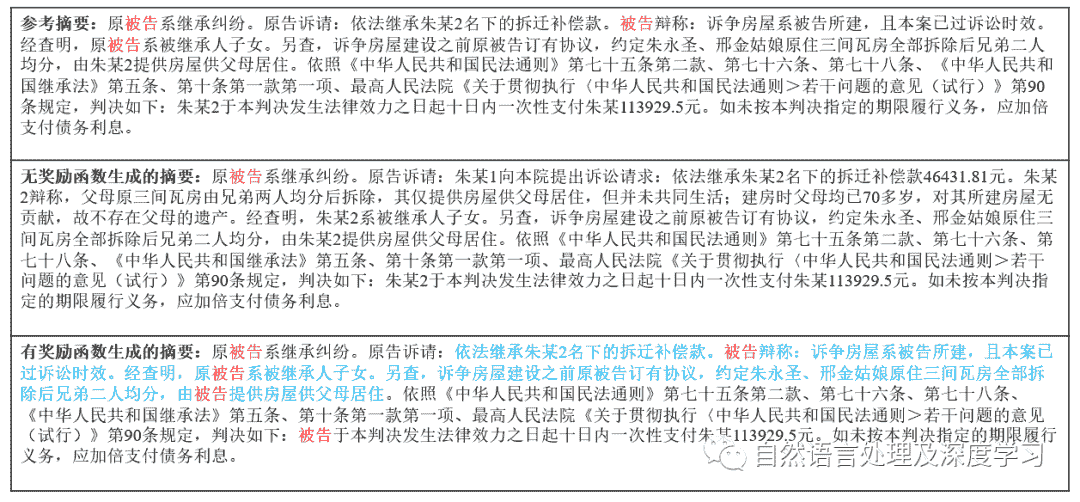 参考摘要：原被告系继承纠纷。原告诉请：依法继承朱某2名下的拆迁补偿款。被告辩称：诉争房屋系被告所建，且本案已过诉讼时效。
经查明，原被告系被继承人子女。另查，诉争房屋建设之前原被告订有协议，约定朱永圣、邢金姑娘原住三间瓦房全部拆除后兄弟二人
均分，由朱某2提供房屋供父母居住。依照《中华人民共和国民法通则》第七十五条第二款、第七十六条、第七十八条、《中华人民共和
国继承法》第五条、第十条第一款第一项、最高人民法院《关于贯彻执行〈中华人民共和国民法通则＞若干问题的意见（试行）》第90
条规定，判决如下：朱某2于本判决发生法律效力之日起十日内一次性支付朱某113929.5元。如未按本判决指定的期限履行义务，应加倍
支付债务利息。
无奖励函数生成的摘要：原被告系继承纠纷。原告诉请：朱某1向本院提出诉讼请求：依法继承朱某2名下的拆迁补偿款46431.81元。朱某
2辩称，父母原三间瓦房由兄弟两人均分后拆除，其仅提供房屋供父母居住，但并未共同生活；建房时父母均已70多岁，对其所建房屋无
贡献，故不存在父母的遗产。经查明，朱某2系被继承人子女。另查，诉争房屋建设之前原被告订有协议，约定朱永圣、邢金姑娘原住三
间瓦房全部拆除后兄弟二人均分，由朱某2提供房屋供父母居住。依照《中华人民共和国民法通则》第七十五条第二款、第七十六条、第
七十八条、《中华人民共和国继承法》第五条、第十条第一款第一项、最高人民法院《关于贯彻执行〈中华人民共和国民法通则＞若干
问题的意见（试行）》第90条规定，判决如下：朱某2于本判决发生法律效力之日起十日内一次性支付朱某113929.5元。如未按本判决指
定的期限履行义务，应加倍支付债务利息。
有奖励函数生成的摘要：原被告系继承纠纷。原告诉请：依法继承朱某2名下的拆迁补偿款。被告辩称：诉争房屋系被告所建，且本案已
过诉讼时效。经查明，原被告系被继承人子女。另查，诉争房屋建设之前原被告订有协议，约定朱永圣、邢金姑娘原住三间瓦房全部拆
除后兄弟二人均分，由被告提供房屋供父母居住。依照《中华人民共和国民法通则》第七十五条第二款、第七十六条、第七十八条、
《中华人民共和国继承法》第五条、第十条第一款第一项、最高人民法院《关于贯彻执行〈中华人民共和国民法通则＞若干问题的意见
（试行）》第90条规定，判决如下：被告于本判决发生法律效力之日起十日内一次性支付朱某113929.5元。如未按本判决指定的期限履行
义务，应加倍支付债务利息。
自然语言处理及深度学习